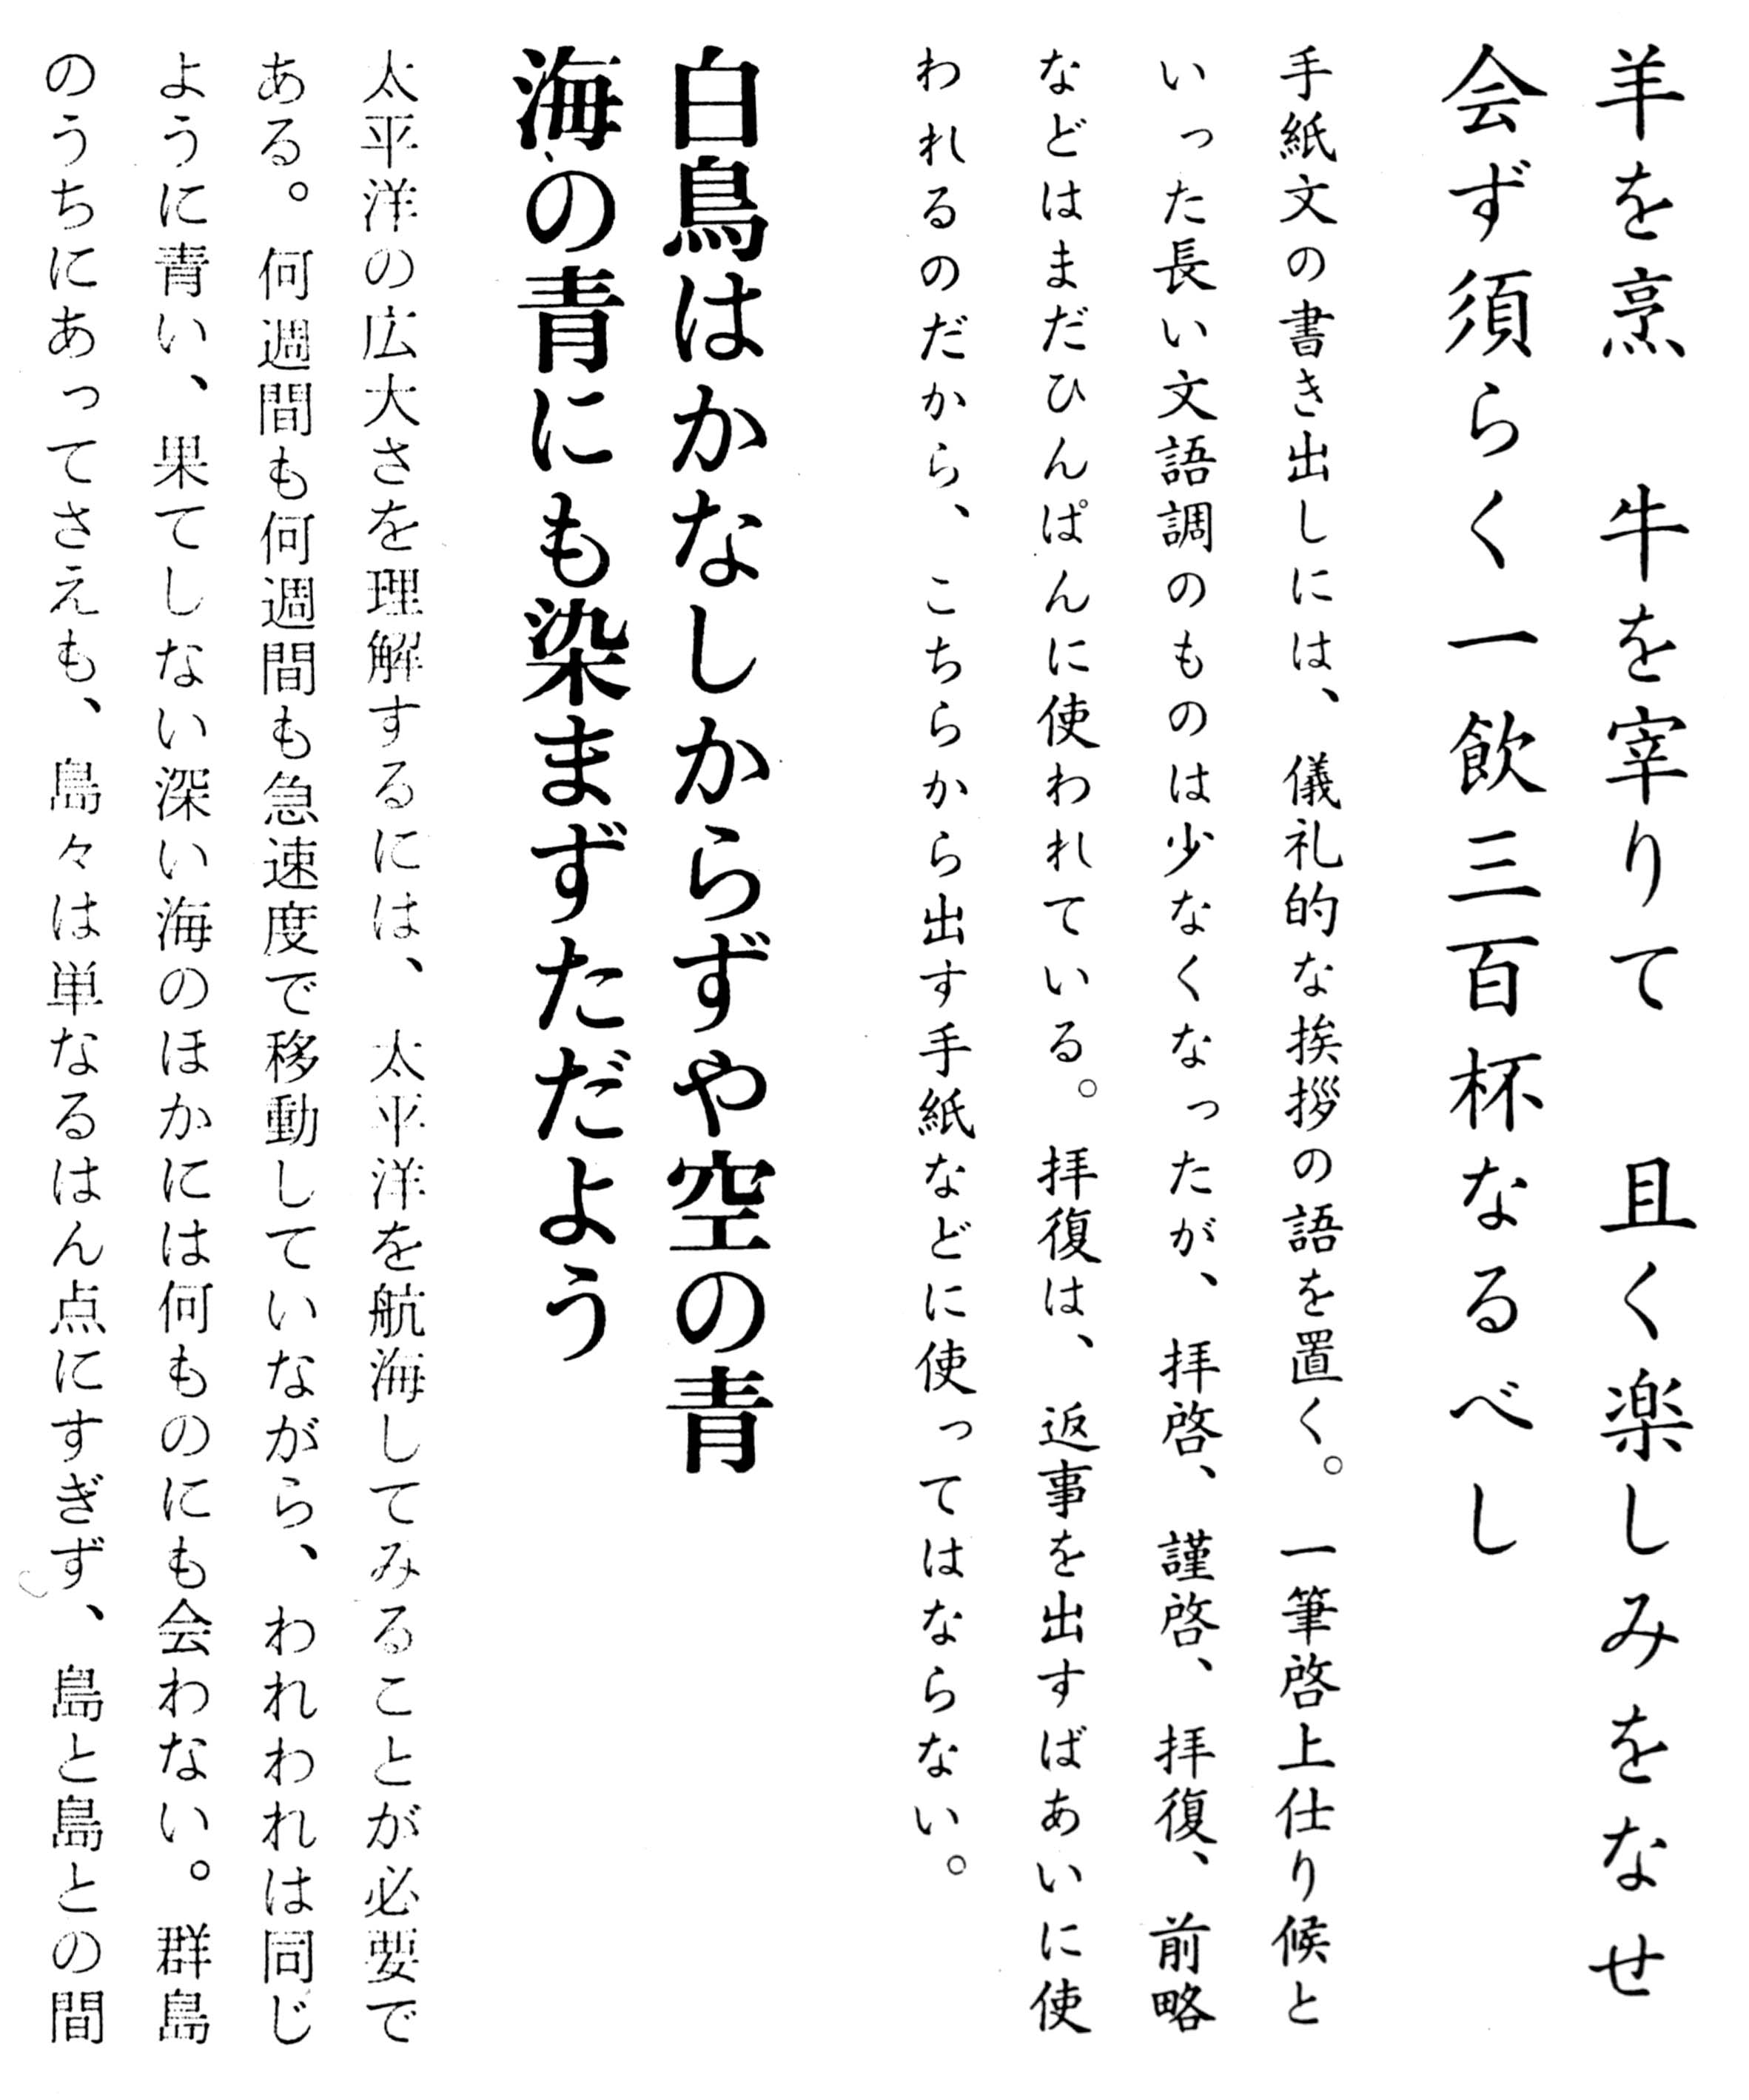 羊を烹　牛を宰りて　且く楽しみをなせ
会ず須らく一飲三百杯なるべし
手紙文の書き出しには、儀礼的な挨拶の語を置く。一筆啓上仕り候と
いった長い文語調のものは少なくなったが、拝啓、謹啓、拝復、前略
などはまだひんぱんに使われている。拝復は、返事を出すばあいに使
われるのだから、こちらから出す手紙などに使ってはならない。
白鳥はかなしからずや空の青
海の青にも染まずただよう
太平洋の広大さを理解するには、太平洋を航海してみることが必要で
ある。何週間も何週間も急速度で移動していながら、われわれは同じ
ように青い、果てしない深い海のほかには何ものにも会わない。群島
のうちにあってさえも、島々は単なるはん点にすぎず、島と島との間